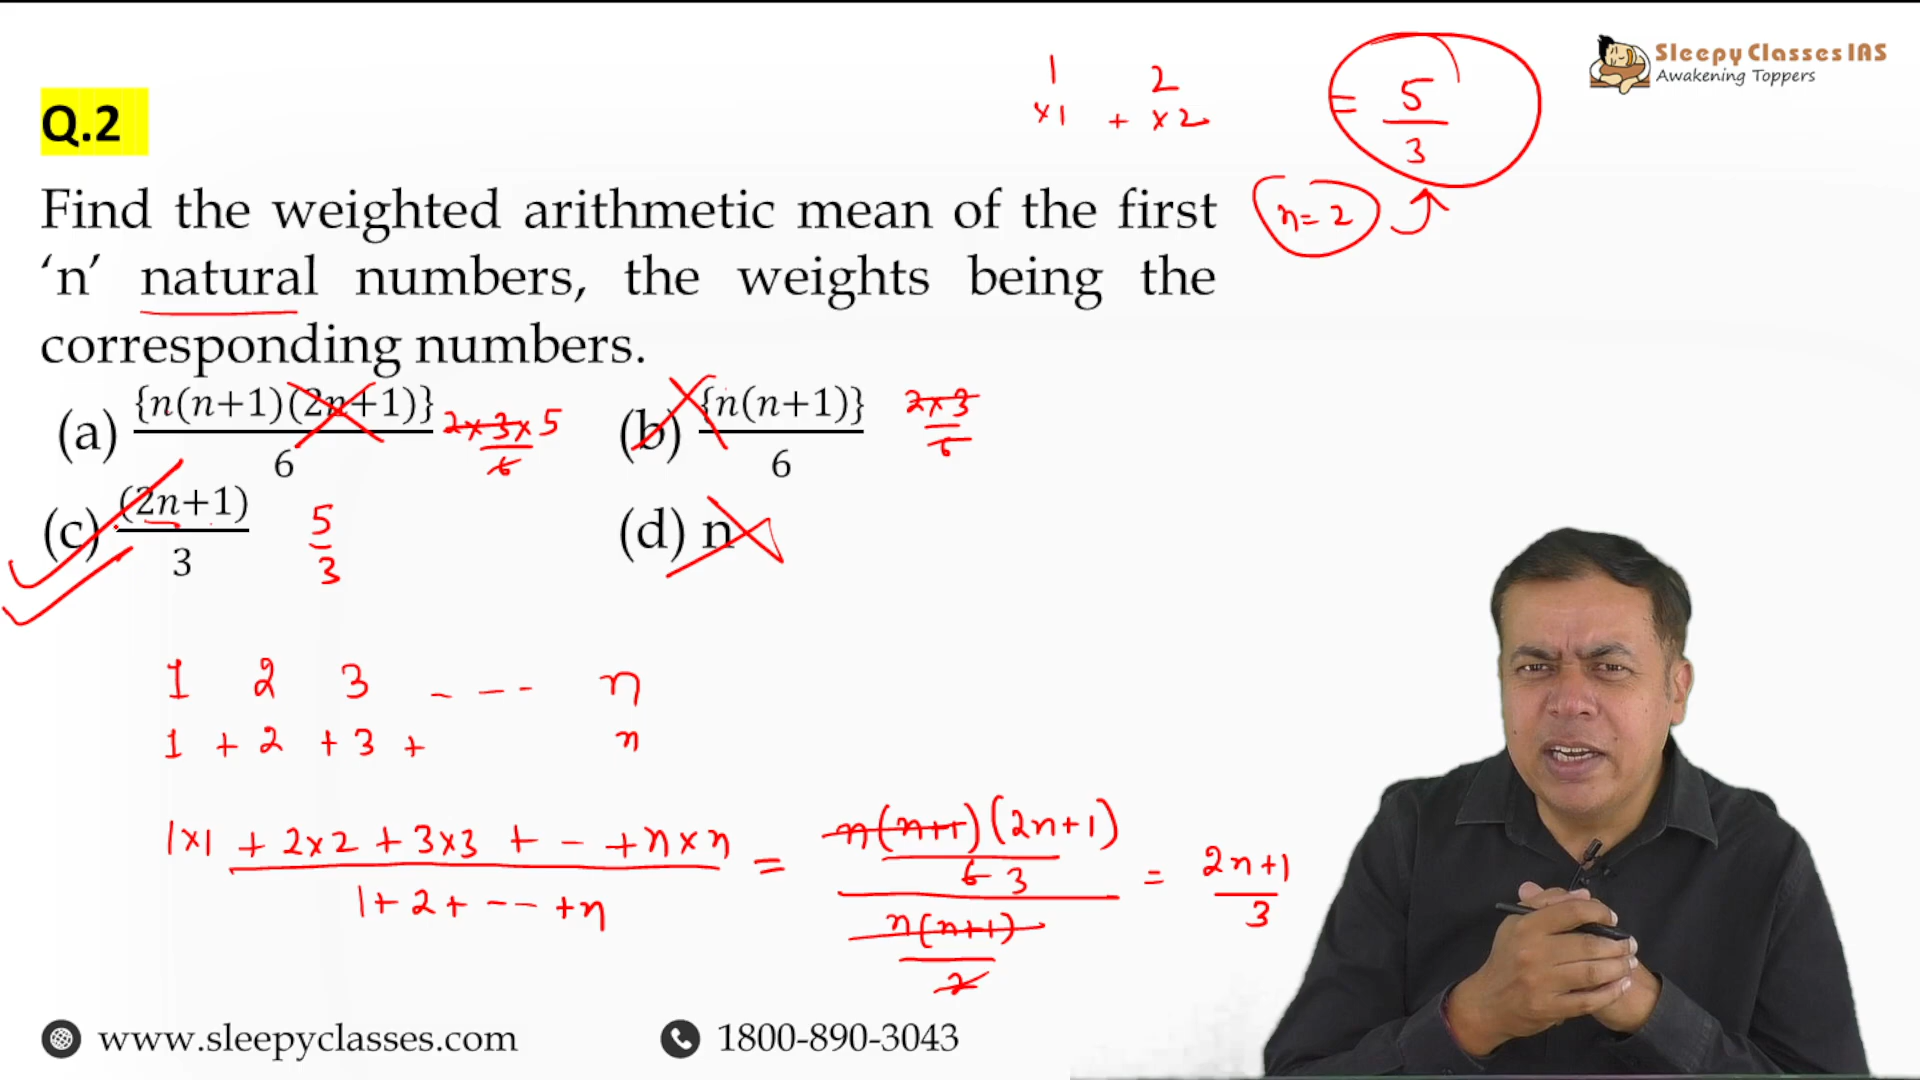 Sleepy Classes IAS
Awakening Toppers
Q.2
1 2
×1 + ×2 = 5/3
n=2
Find the weighted arithmetic mean of the first
‘n’ natural numbers, the weights being the
corresponding numbers.
(a) {n(n+1)(2n+1)}/6 2×3×5/6 (b) {n(n+1)}/6 2×3/6
(c) (2n+1)/3 5/3 (d) n
1 2 3 - --- n
1 + 2 + 3 + n
1×1 + 2×2 + 3×3 + - + n×n / 1+2+ --- +n = n(n+1)(2n+1)/6 3 / n(n+1)/2 = 2n+1/3
www.sleepyclasses.com 1800-890-3043